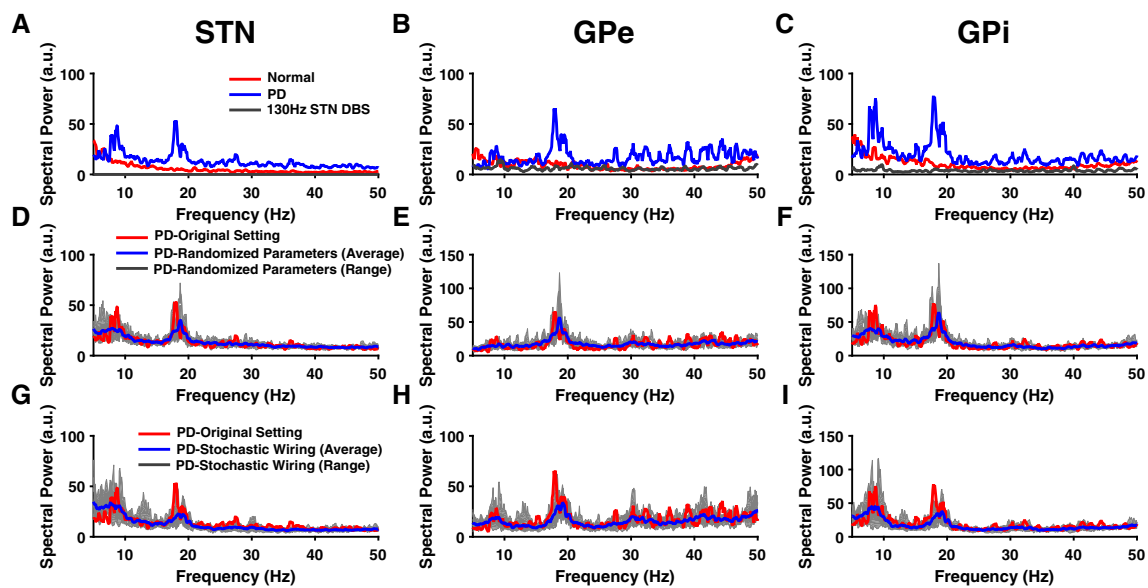 A STN B GPe C GPi
Spectral Power (a.u.) Spectral Power (a.u.) Spectral Power (a.u.)
100 100 100
50 50 50
0 0 0
Normal
PD
130Hz STN DBS
10 20 30 40 50 10 20 30 40 50 10 20 30 40 50
Frequency (Hz) Frequency (Hz) Frequency (Hz)
D E F
Spectral Power (a.u.) Spectral Power (a.u.) Spectral Power (a.u.)
PD-Original Setting
PD-Randomized Parameters (Average)
PD-Randomized Parameters (Range)
100 150 150
50 100 100
0 50 50
0 0
10 20 30 40 50 10 20 30 40 50 10 20 30 40 50
Frequency (Hz) Frequency (Hz) Frequency (Hz)
G H I
Spectral Power (a.u.) Spectral Power (a.u.) Spectral Power (a.u.)
PD-Original Setting
PD-Stochastic Wiring (Average)
PD-Stochastic Wiring (Range)
100 100 150
50 50 100
0 0 50
0
10 20 30 40 50 10 20 30 40 50 10 20 30 40 50
Frequency (Hz) Frequency (Hz) Frequency (Hz)